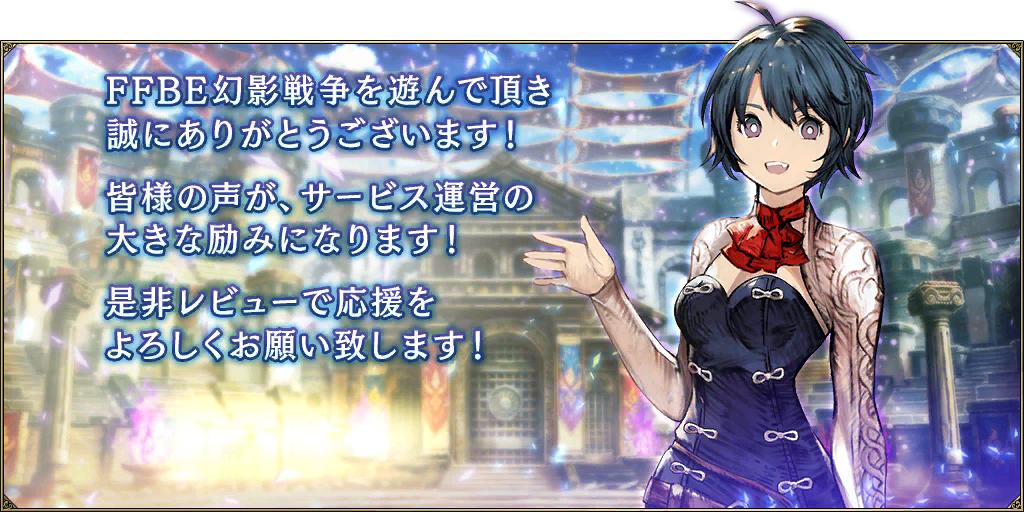 FFBE幻影戦争を遊んで頂き
誠にありがとうございます！
皆様の声が、サービス運営の
大きな励みになります！
是非レビューで応援を
よろしくお願い致します！